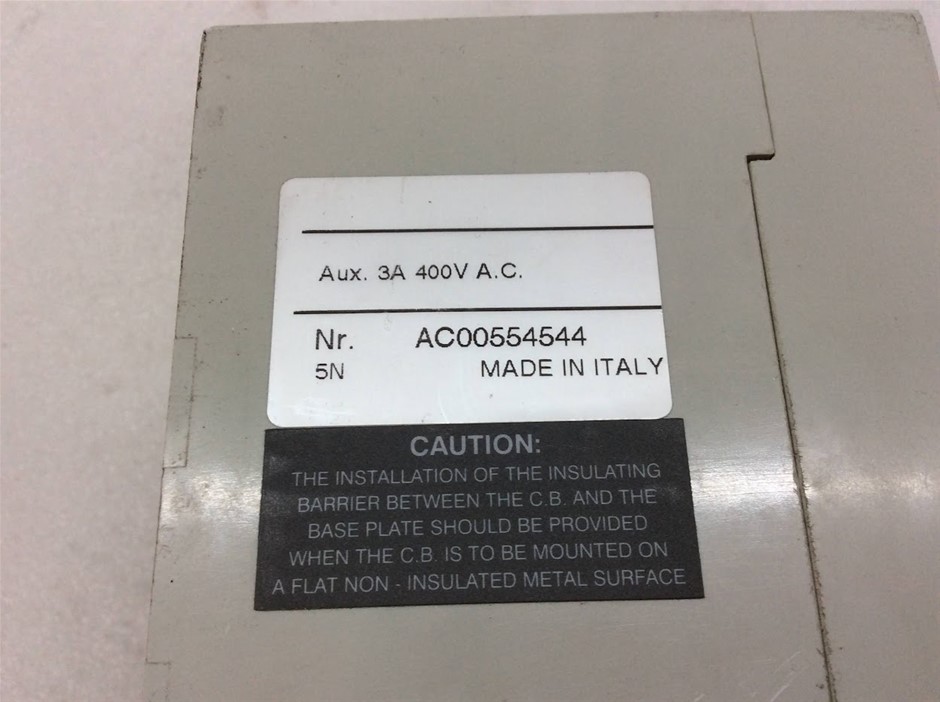 Aux. 3A 400V A.C.
Nr. AC00554544
5N MADE IN ITALY
CAUTION:
THE INSTALLATION OF THE INSULATING
BARRIER BETWEEN THE C.B. AND THE
BASE PLATE SHOULD BE PROVIDED
WHEN THE C.B. IS TO BE MOUNTED ON
A FLAT NON - INSULATED METAL SURFACE